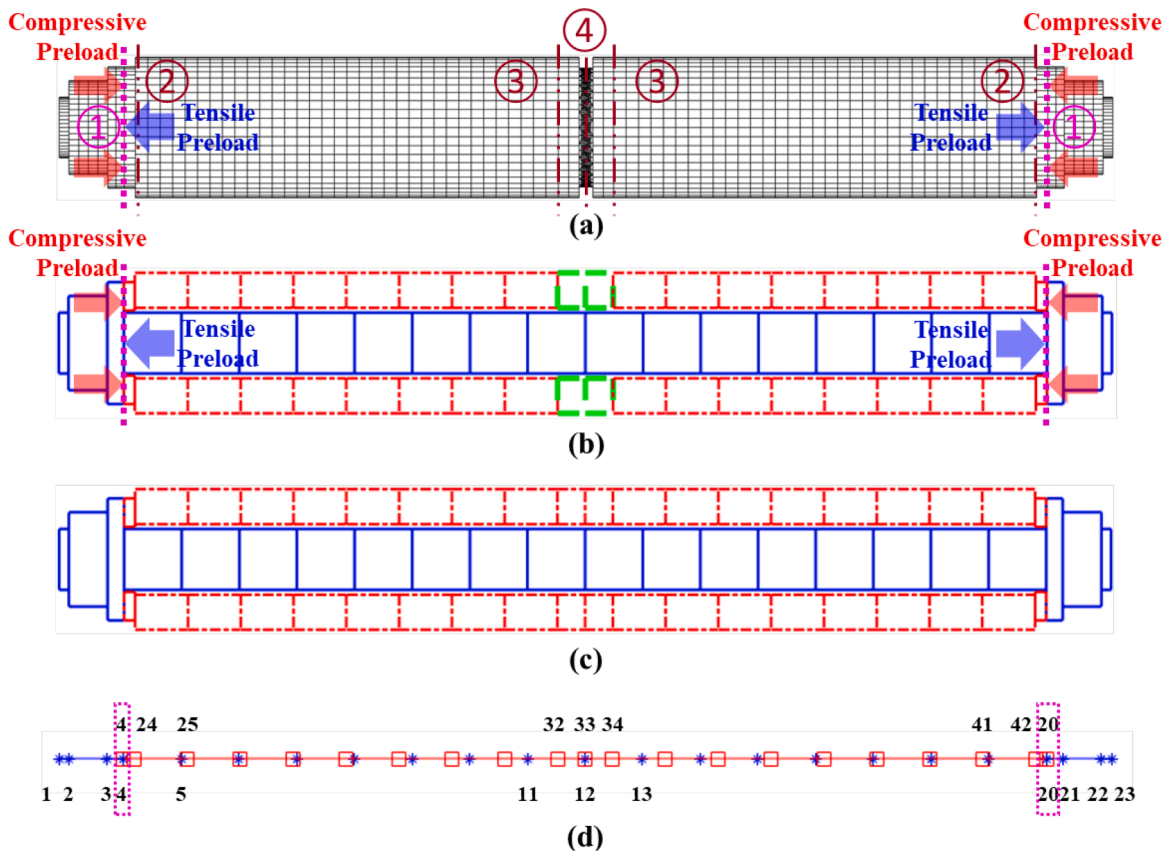 Compressive
Preload
④
Compressive
Preload
②
③
③
②
①
Tensile
Preload
Tensile
Preload
①
(a)
Compressive
Preload
Compressive
Preload
Tensile
Preload
Tensile
Preload
(b)
(c)
4 24 25 32 33 34 41 42 20
1 2 3 4 5 11 12 13 20 21 22 23
(d)